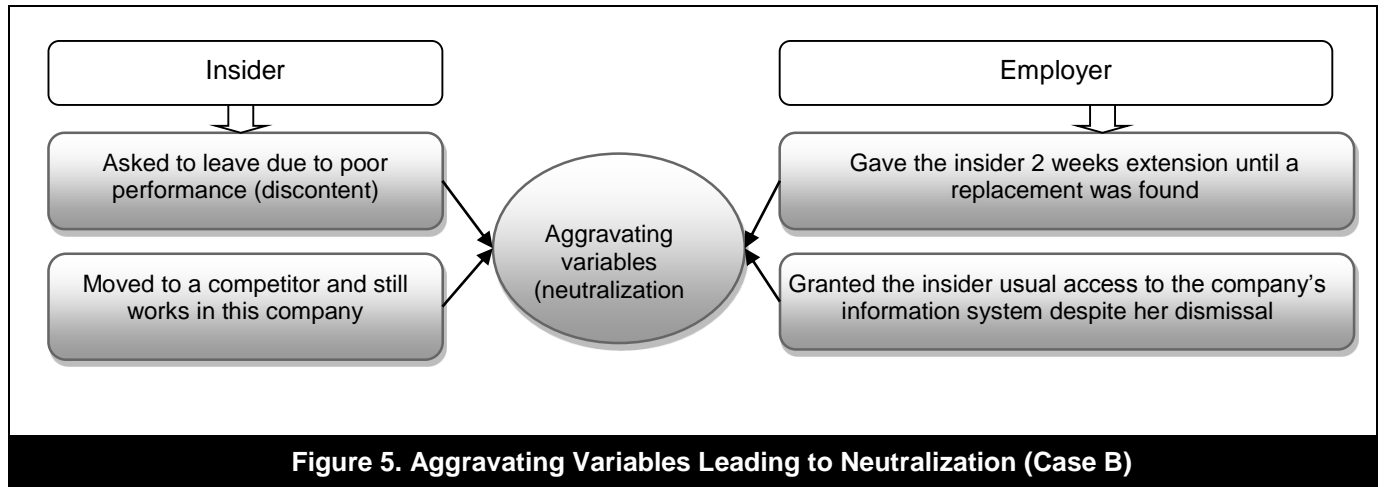 Insider
Employer
Asked to leave due to poor
performance (discontent)
Gave the insider 2 weeks extension until a
replacement was found
Aggravating
variables
(neutralization
Moved to a competitor and still
works in this company
Granted the insider usual access to the company’s
information system despite her dismissal
Figure 5. Aggravating Variables Leading to Neutralization (Case B)